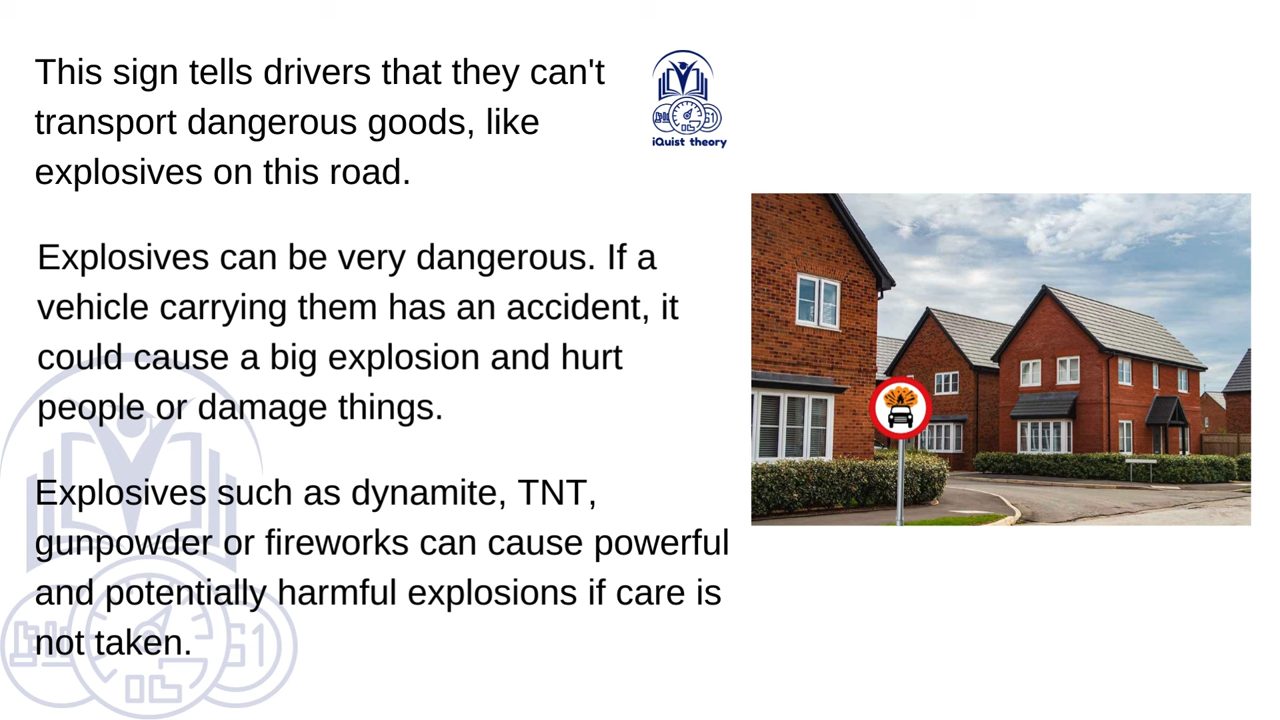 This sign tells drivers that they can't
transport dangerous goods, like
explosives on this road.
iQuist theory
Explosives can be very dangerous. If a
vehicle carrying them has an accident, it
could cause a big explosion and hurt
people or damage things.
Explosives such as dynamite, TNT,
gunpowder or fireworks can cause powerful
and potentially harmful explosions if care is
not taken.